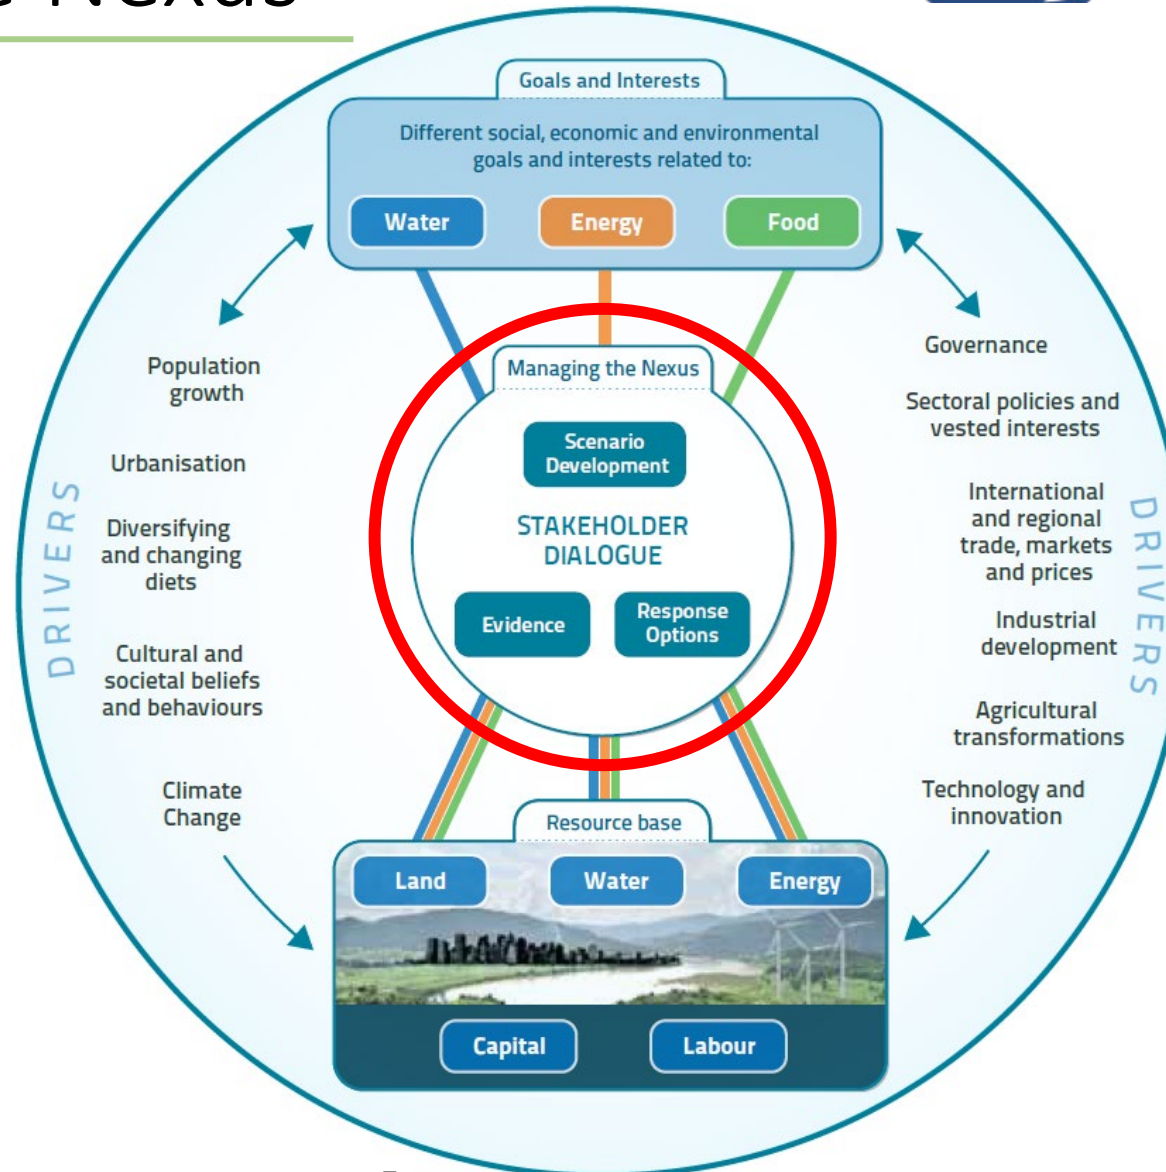 Nexus
Goals and Interests
Different social, economic and environmental
goals and interests related to:
Water
Energy
Food
Managing the Nexus
Scenario
Development
STAKEHOLDER
DIALOGUE
Evidence
Response
Options
DRIVERS
Population
growth
Urbanisation
Diversifying
and changing
diets
Cultural and
societal beliefs
and behaviours
Climate
Change
Governance
Sectoral policies and
vested interests
International
and regional
trade, markets
and prices
Industrial
development
Agricultural
transformations
Technology and
innovation
DRIVERS
Resource base
Land
Water
Energy
Capital
Labour